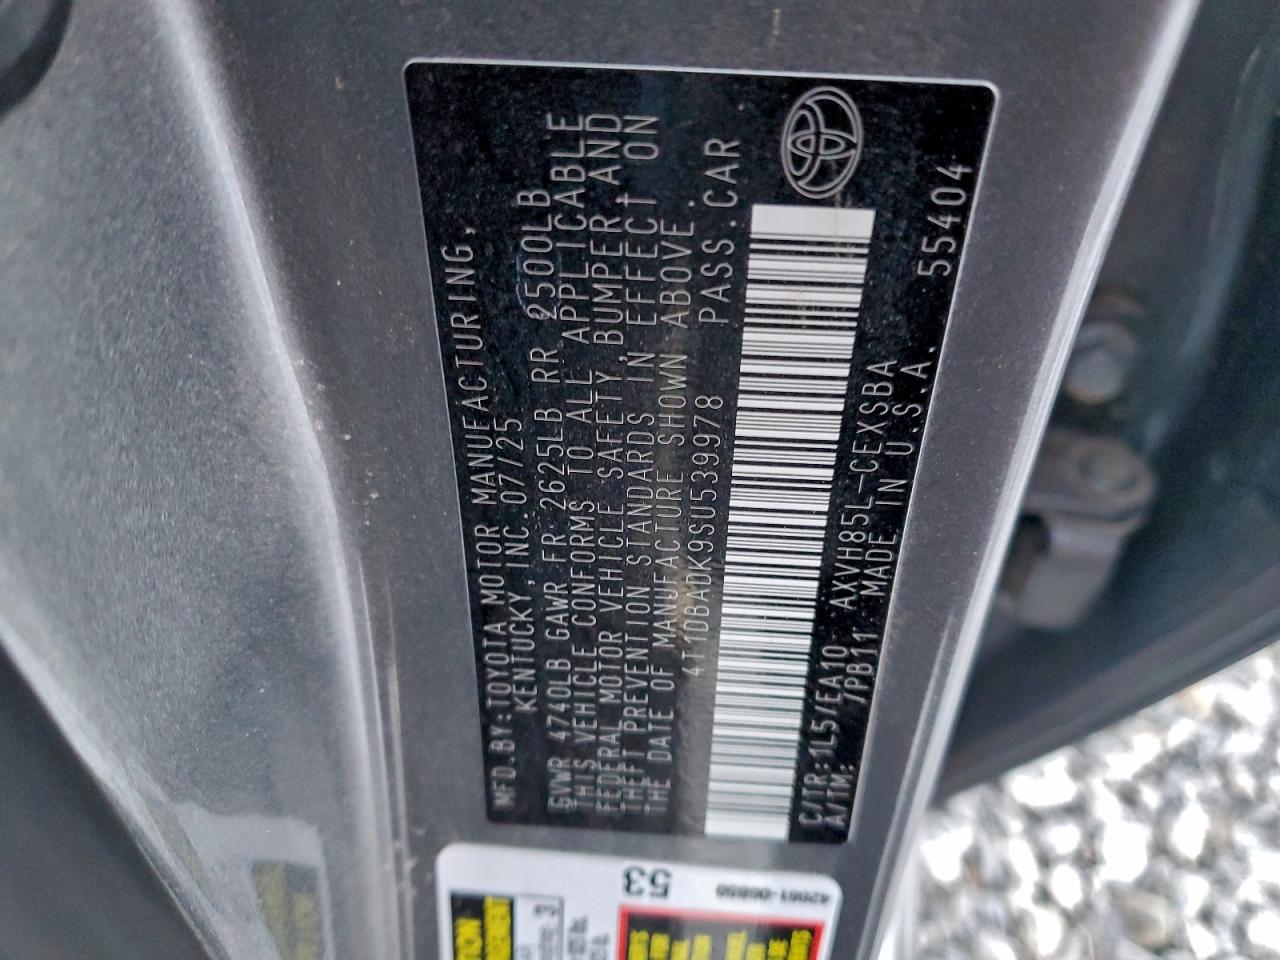 MFD.BY:TOYOTA MOTOR MANUFACTURING,
KENTUCKY,INC. 07/25
GVWR 4740LB GAWR FR 2625LB RR 2500LB
THIS VEHICLE CONFORMS TO ALL APPLICABLE
FEDERAL MOTOR VEHICLE SAFETY, BUMPER, AND
THEFT PREVENTION STANDARDS IN EFFECT ON
THE DATE OF MANUFACTURE SHOWN ABOVE.
4T1DBADK9SU539978 PASS.CAR
C/TR:1L5/EA10 AXVH85L-CEXSBA
A/TM: /PB11 MADE IN U.S.A. 55404
53